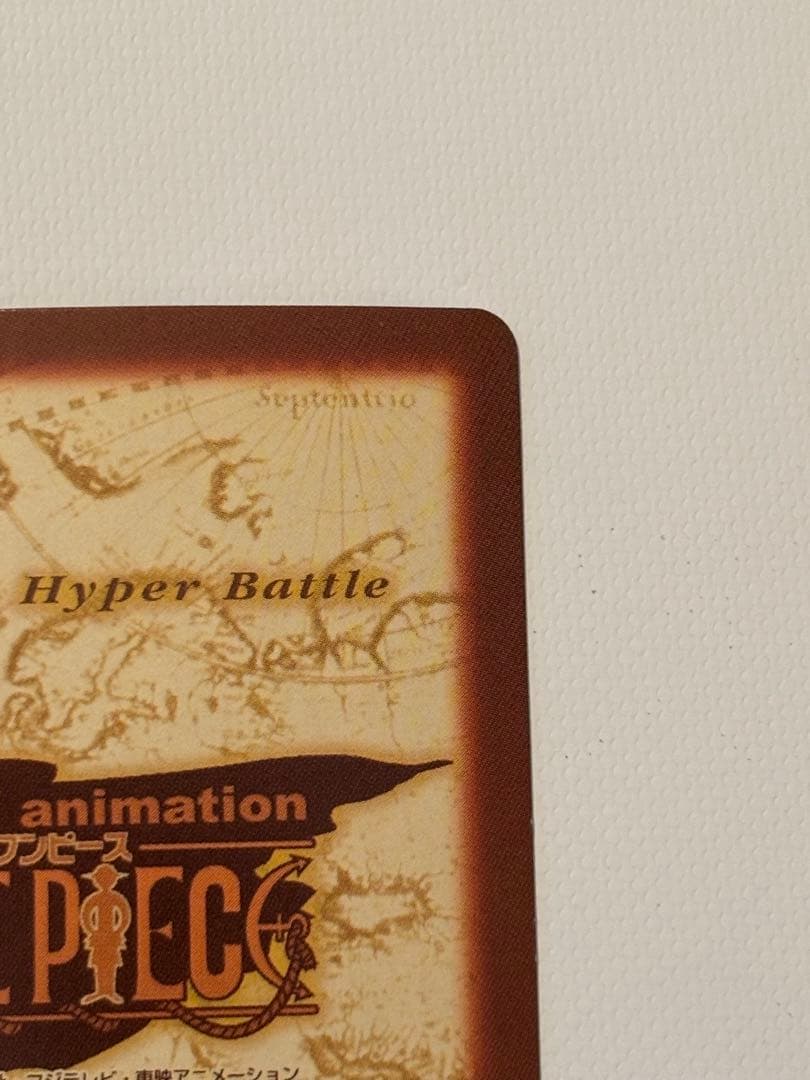 Septentrio
Hyper Battle
animation
ワンピース
E PIECE
フジテレビ・東映アニメーション